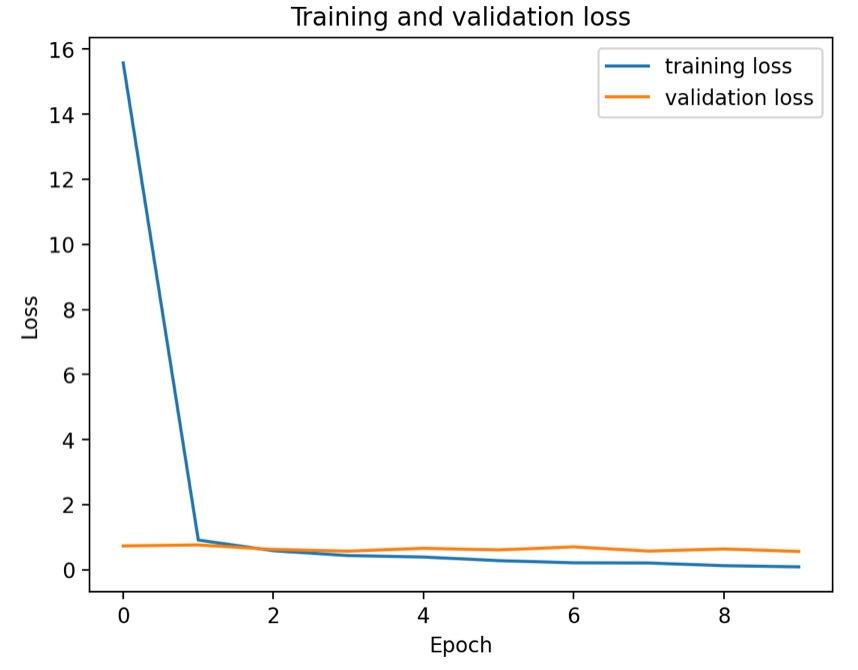 Training and validation loss
training loss
validation loss
Loss
16
14
12
10
8
6
4
2
0
0 2 4 6 8
Epoch